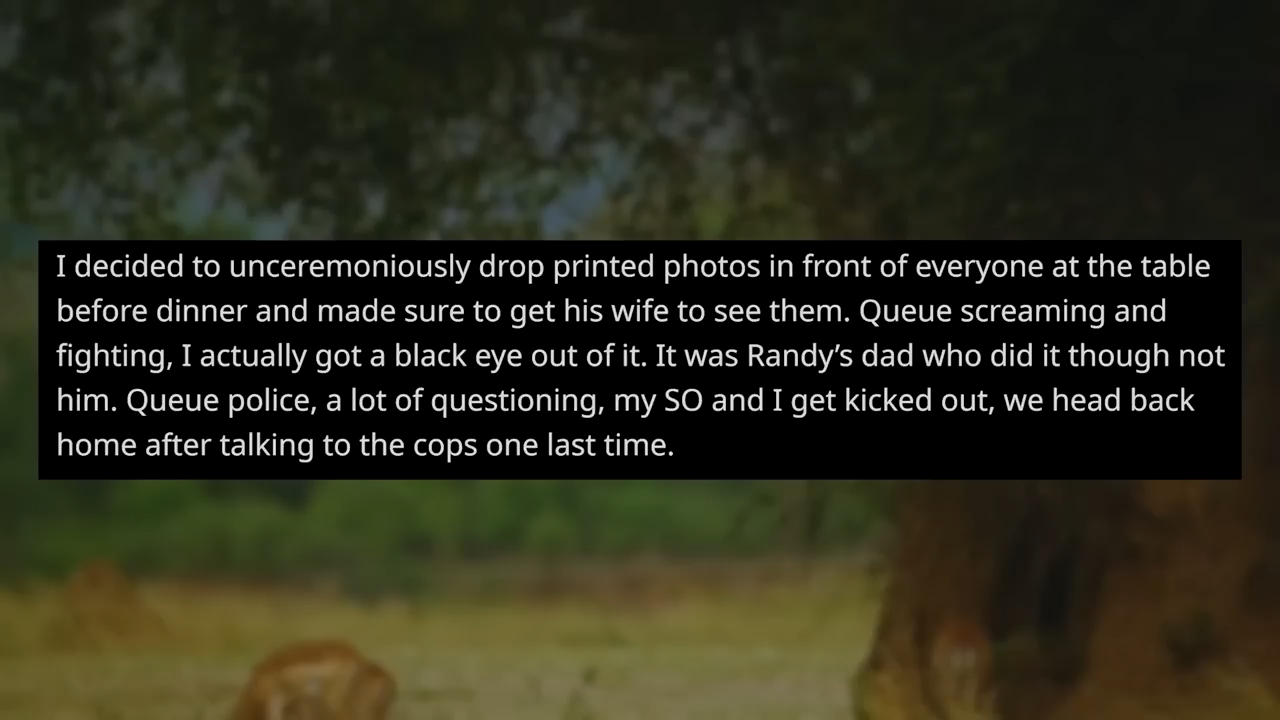 I decided to unceremoniously drop printed photos in front of everyone at the table
before dinner and made sure to get his wife to see them. Queue screaming and
fighting, I actually got a black eye out of it. It was Randy’s dad who did it though not
him. Queue police, a lot of questioning, my SO and I get kicked out, we head back
home after talking to the cops one last time.